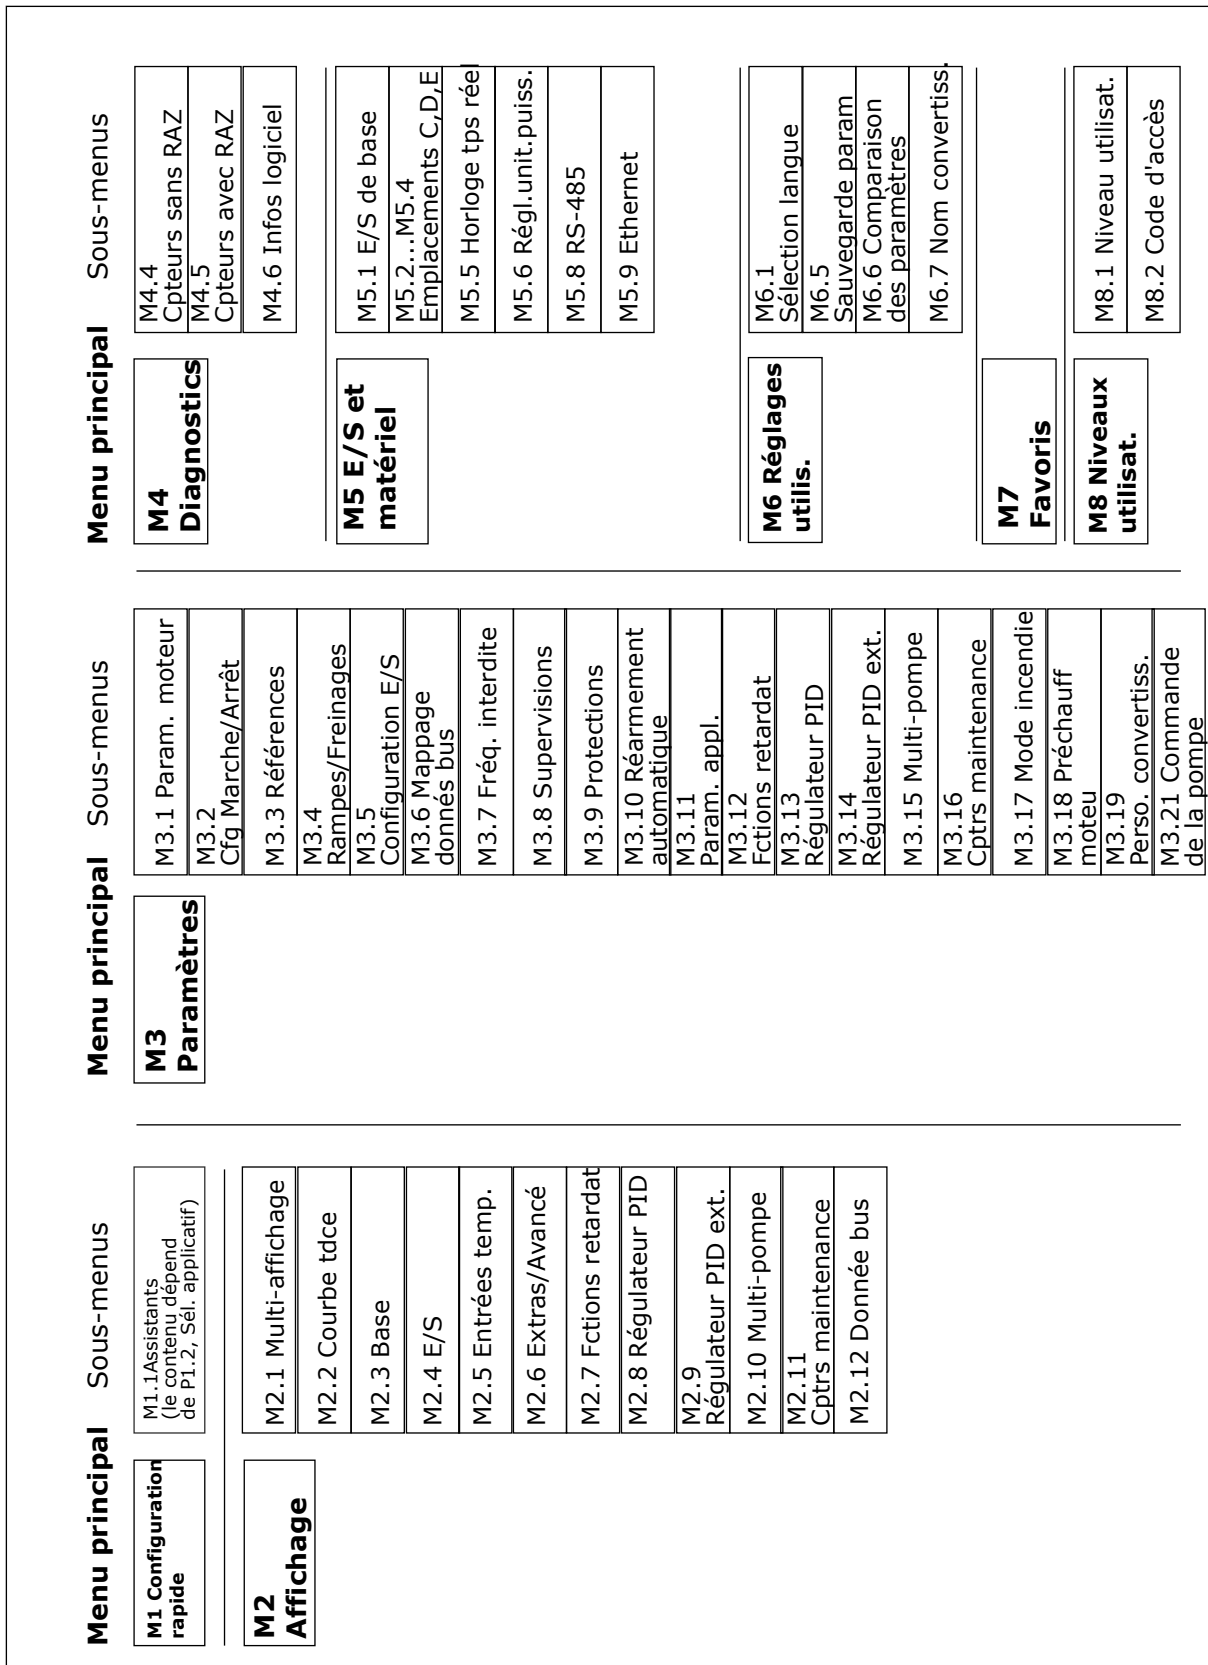 Menu principal
Sous-menus
M1 Configuration
rapide
M1.1Assistants
(le contenu dépend
de P1.2, Sél. applicatif)
M2
Affichage
M2.1 Multi-affichage
M2.2 Courbe tdce
M2.3 Base
M2.4 E/S
M2.5 Entrées temp.
M2.6 Extras/Avancé
M2.7 Fctions retardat
M2.8 Régulateur PID
M2.9
Régulateur PID ext.
M2.10 Multi-pompe
M2.11
Cptrs maintenance
M2.12 Donnée bus
Menu principal
Sous-menus
M3
Paramètres
M3.1 Param. moteur
M3.2
Cfg Marche/Arrêt
M3.3 Références
M3.4
Rampes/Freinages
M3.5
Configuration E/S
M3.6 Mappage
donnés bus
M3.7 Fréq. interdite
M3.8 Supervisions
M3.9 Protections
M3.10 Réarmement
automatique
M3.11
Param. appl.
M3.12
Fctions retardat
M3.13
Régulateur PID
M3.14
Régulateur PID ext.
M3.15 Multi-pompe
M3.16
Cptrs maintenance
M3.17 Mode incendie
M3.18 Préchauff
moteu
M3.19
Perso. convertiss.
M3.21 Commande
de la pompe
Menu principal
Sous-menus
M4
Diagnostics
M4.4
Cpteurs sans RAZ
M4.5
Cpteurs avec RAZ
M4.6 Infos logiciel
M5 E/S et
matériel
M5.1 E/S de base
M5.2...M5.4
Emplacements C,D,E
M5.5 Horloge tps réel
M5.6 Régl.unit.puiss.
M5.8 RS-485
M5.9 Ethernet
M6 Réglages
utilis.
M6.1
Sélection langue
M6.5
Sauvegarde param
M6.6 Comparaison
des paramètres
M6.7 Nom convertiss.
M7
Favoris
M8 Niveaux
utilisat.
M8.1 Niveau utilisat.
M8.2 Code d'accès